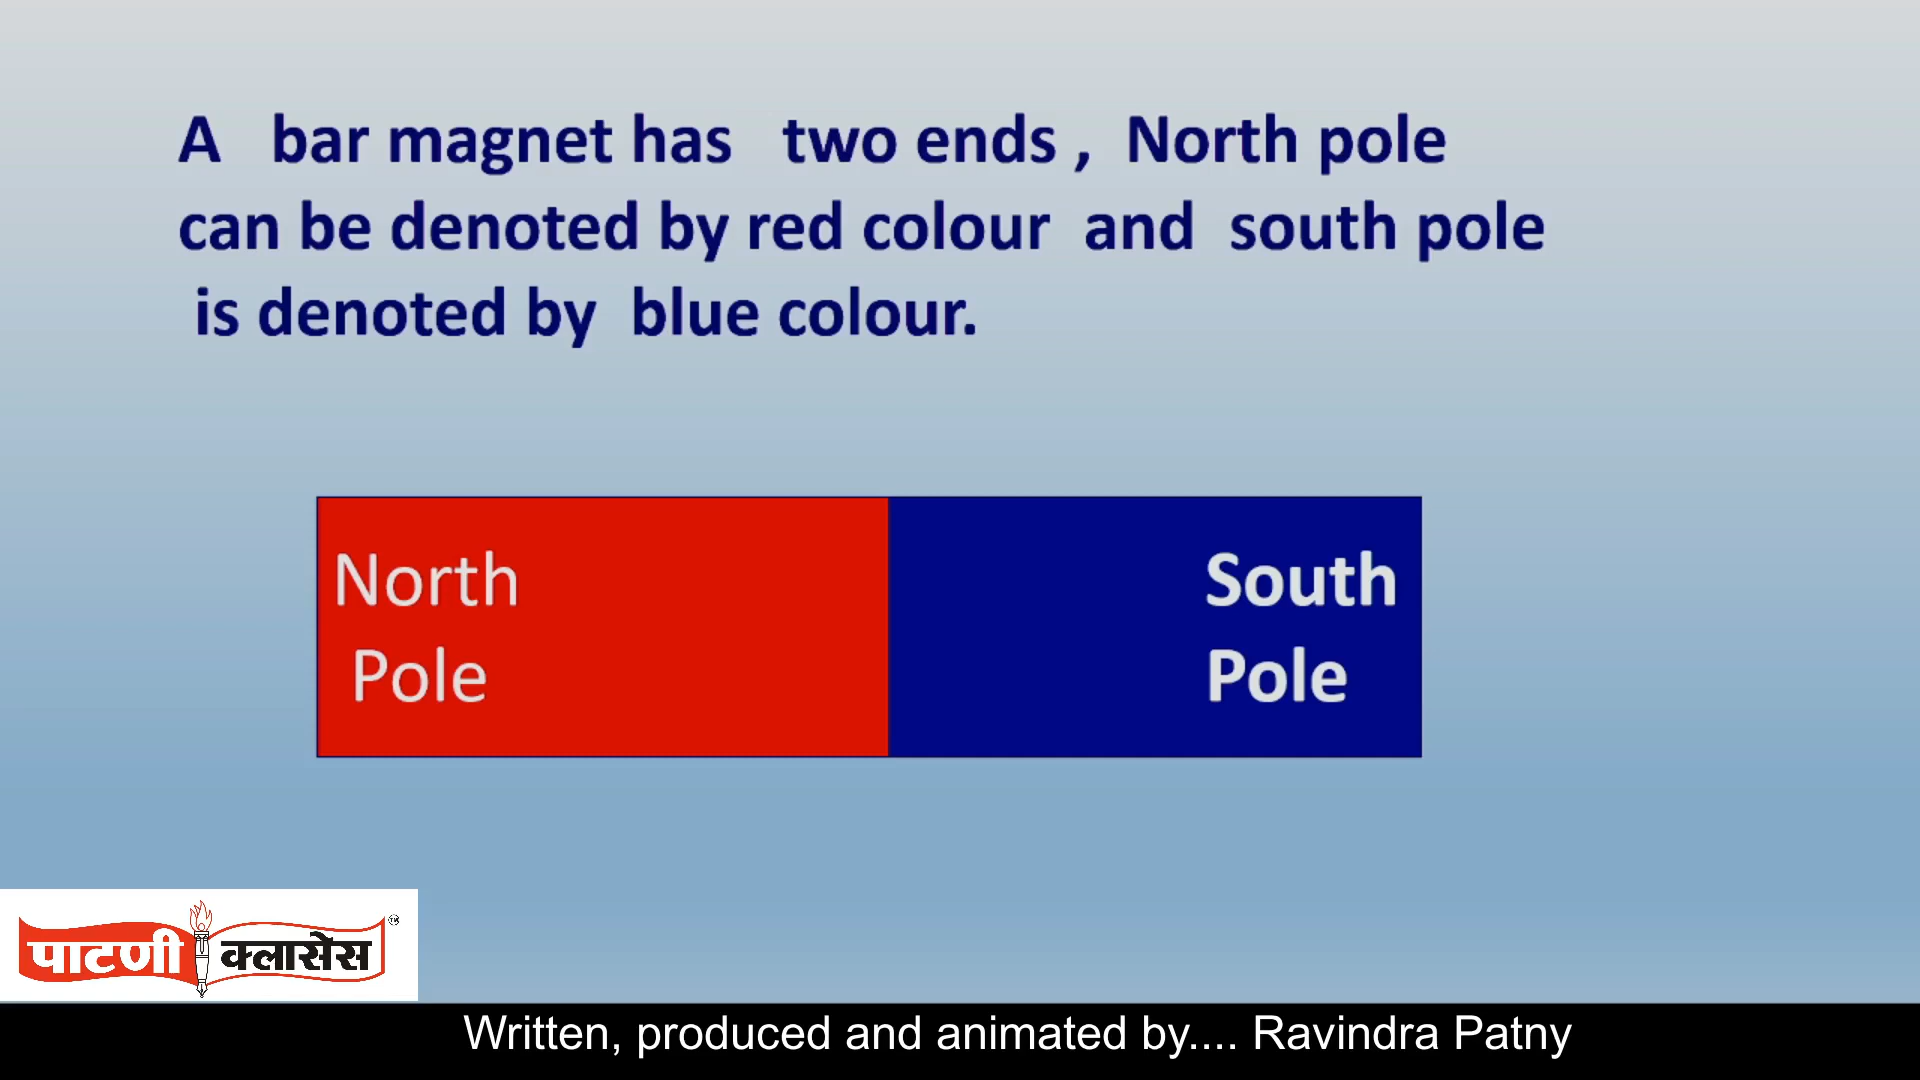 A bar magnet has two ends , North pole
can be denoted by red colour and south pole
is denoted by blue colour.
North
Pole
South
Pole
पाटणी क्लासेस TM
Written, produced and animated by.... Ravindra Patny